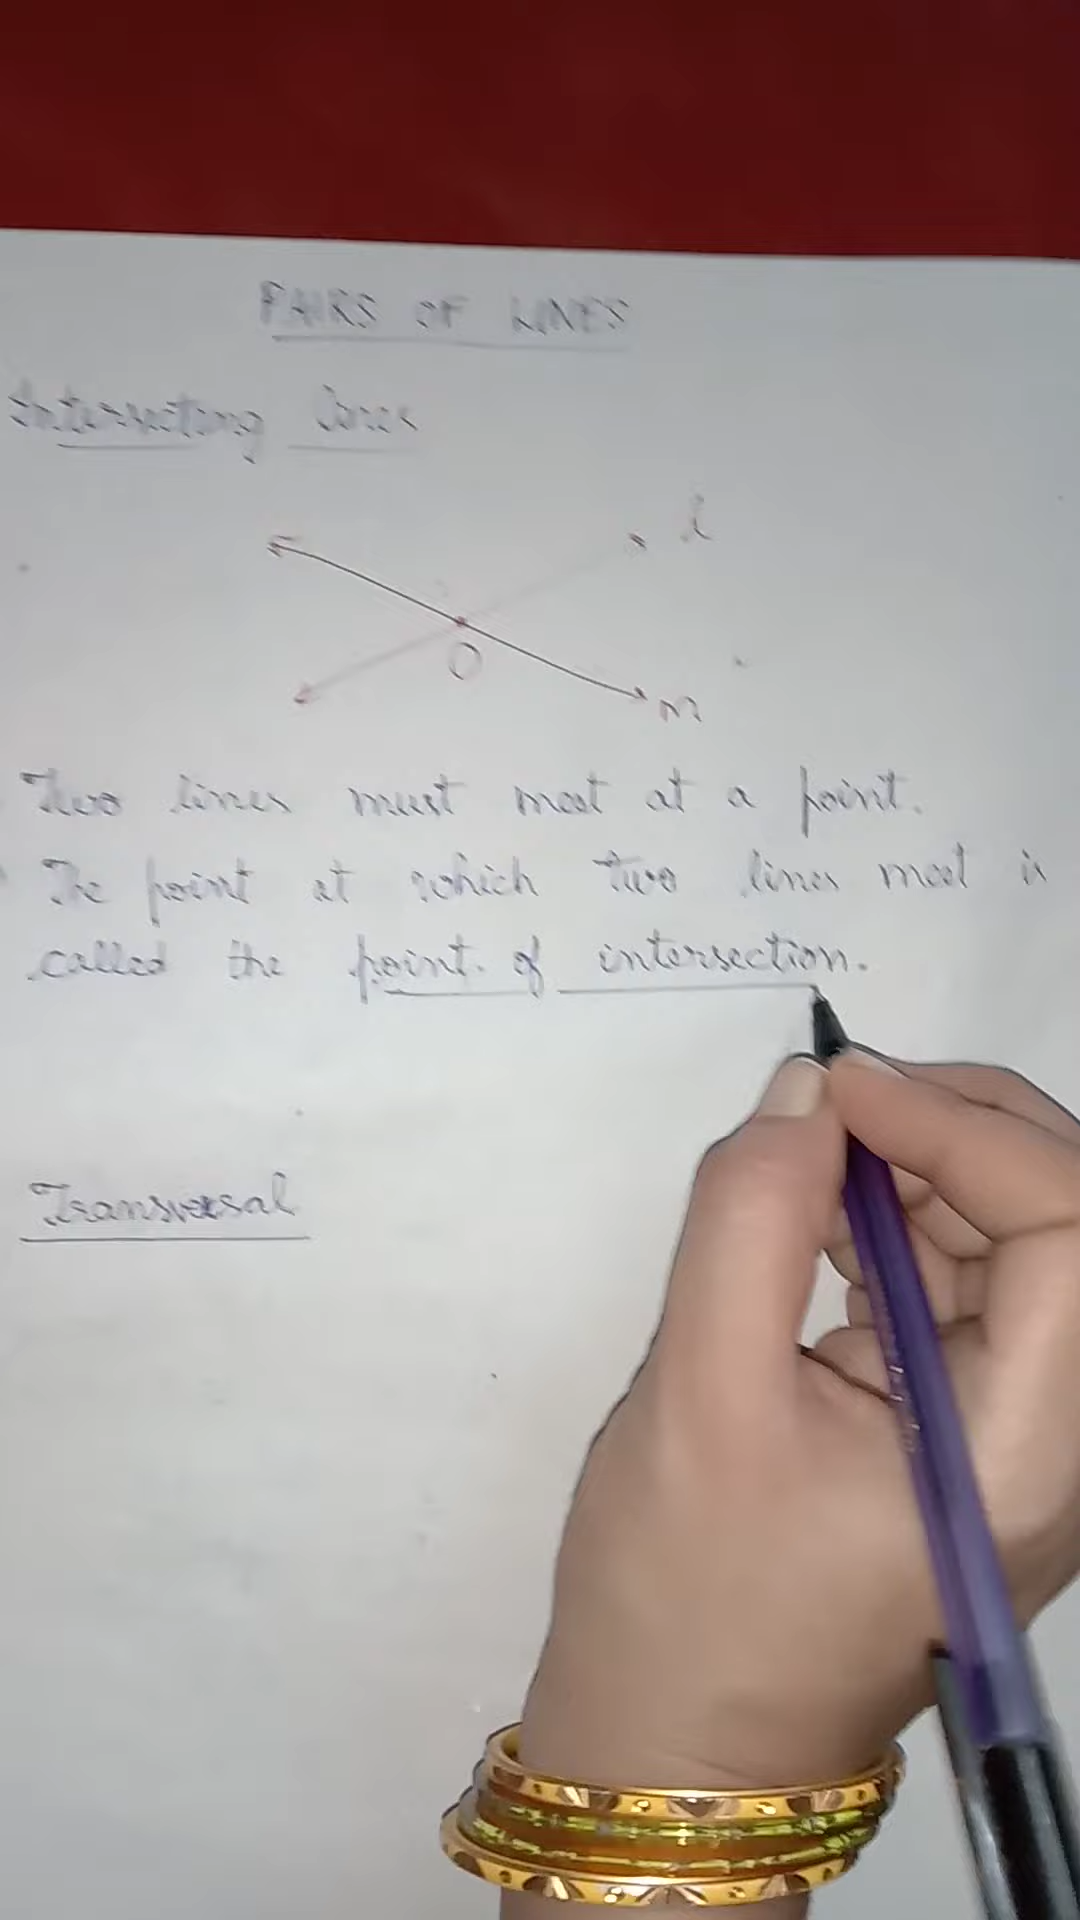 PAIRS OF LINES
Intersecting lines
l
O
m
Two lines must meet at a point.
The point at which two lines meet is
called the point of intersection.
Transversal